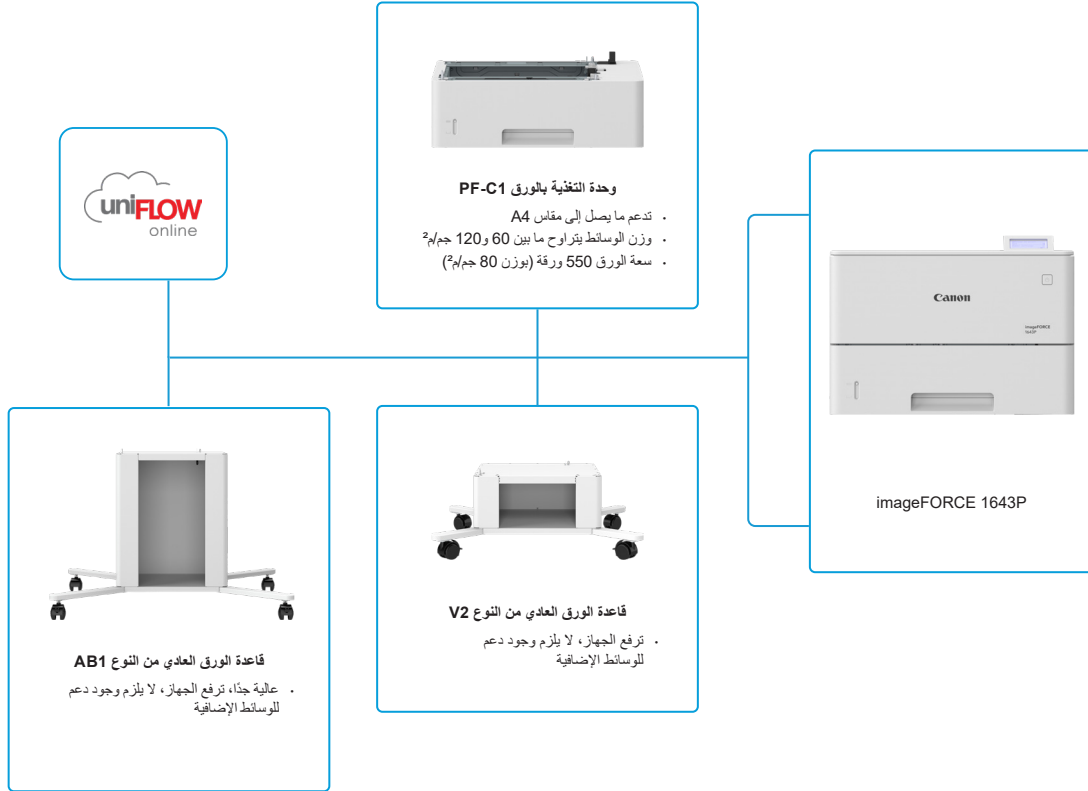 وحدة التغذية بالورق PF-C1
· تدعم ما يصل إلى مقاس A4
· وزن الوسائط يتراوح ما بين 60 و120 جم/م²
· سعة الورق 550 ورقة (بوزن 80 جم/م²)
uniFLOW
online
Canon
imageFORCE
1643P
imageFORCE 1643P
قاعدة الورق العادي من النوع V2
· ترفع الجهاز، لا يلزم وجود دعم
للوسائط الإضافية
قاعدة الورق العادي من النوع AB1
· عالية جدًا، ترفع الجهاز، لا يلزم وجود دعم
للوسائط الإضافية